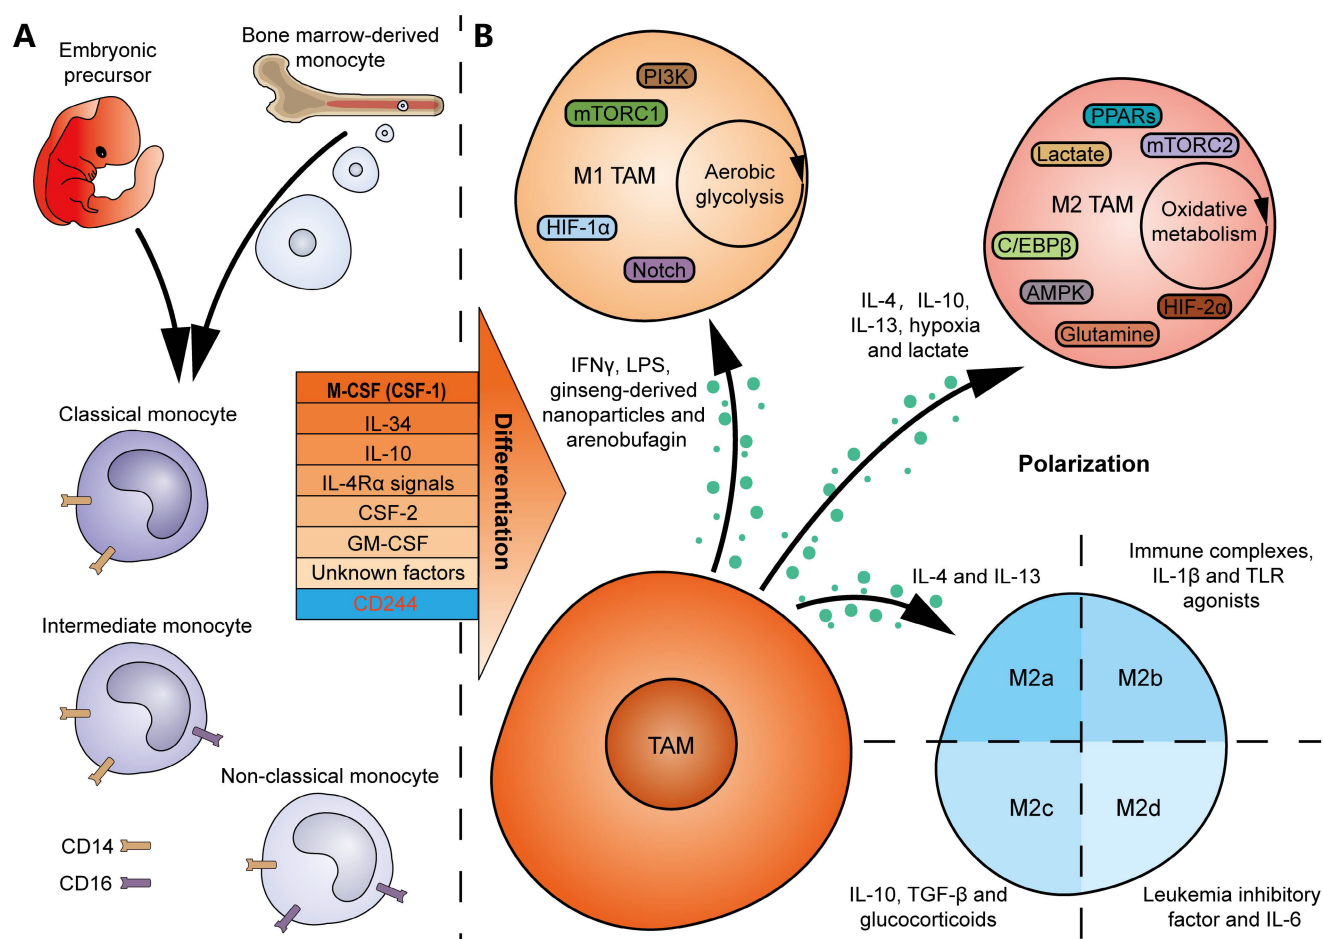 A
Embryonic
precursor
Bone marrow-derived
monocyte
Classical monocyte
Intermediate monocyte
Non-classical monocyte
CD14
CD16
M-CSF (CSF-1)
IL-34
IL-10
IL-4Rα signals
CSF-2
GM-CSF
Unknown factors
CD244
Differentiation
B
PI3K
mTORC1
M1 TAM
Aerobic
glycolysis
HIF-1α
Notch
PPARs
mTORC2
Lactate
M2 TAM
Oxidative
metabolism
C/EBPβ
AMPK
HIF-2α
Glutamine
IFNγ, LPS,
ginseng-derived
nanoparticles and
arenobufagin
IL-4, IL-10,
IL-13, hypoxia
and lactate
Polarization
IL-4 and IL-13
Immune complexes,
IL-1β and TLR
agonists
TAM
M2a
M2b
M2c
M2d
IL-10, TGF-β and
glucocorticoids
Leukemia inhibitory
factor and IL-6